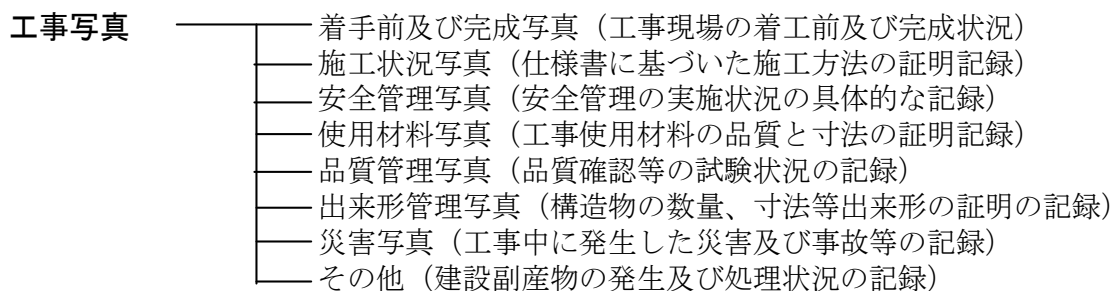 工事写真 着手前及び完成写真（工事現場の着工前及び完成状況）
施工状況写真（仕様書に基づいた施工方法の証明記録）
安全管理写真（安全管理の実施状況の具体的な記録）
使用材料写真（工事使用材料の品質と寸法の証明記録）
品質管理写真（品質確認等の試験状況の記録）
出来形管理写真（構造物の数量、寸法等出来形の証明の記録）
災害写真（工事中に発生した災害及び事故等の記録）
その他（建設副産物の発生及び処理状況の記録）